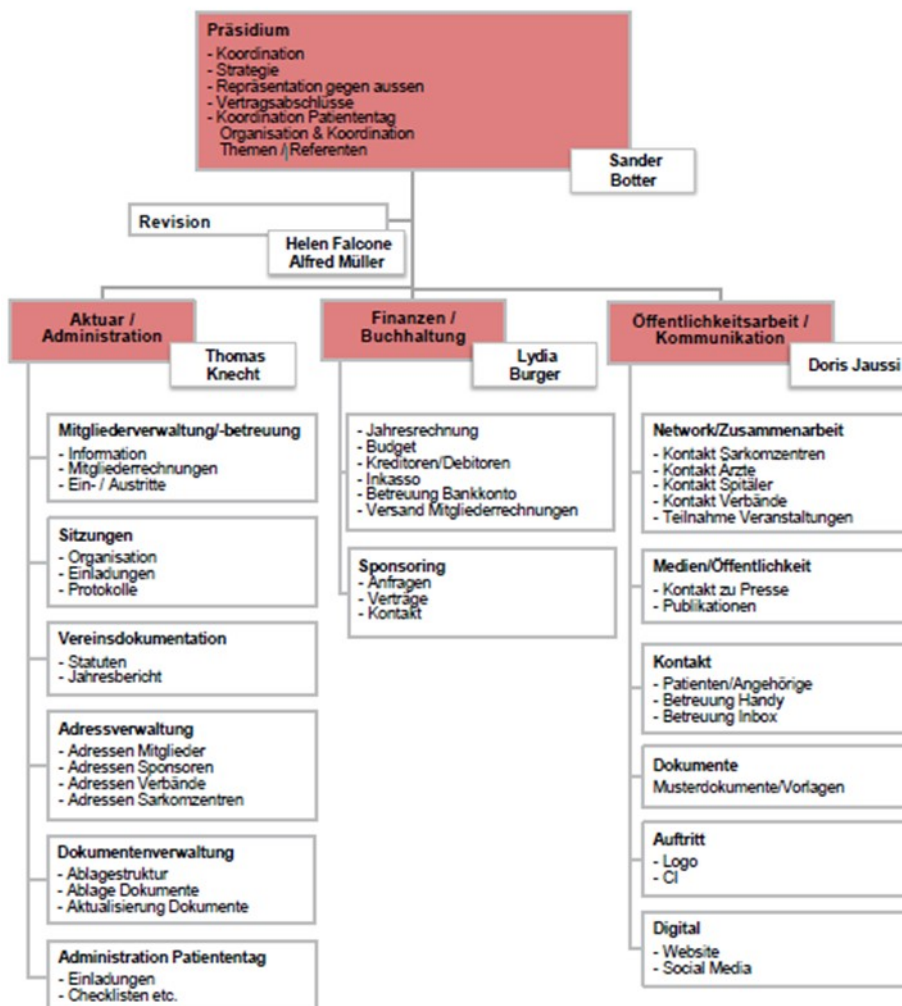 Präsidium
- Koordination
- Strategie
- Repräsentation gegen aussen
- Vertragsabschlüsse
- Koordination Patiententag
Organisation & Koordination
Themen / Referenten
Sander
Botter
Revision
Helen Falcone
Alfred Müller
Aktuar /
Administration
Thomas
Knecht
Mitgliederverwaltung/-betreuung
- Information
- Mitgliederrechnungen
- Ein- / Austritte
Sitzungen
- Organisation
- Einladungen
- Protokolle
Vereinsdokumentation
- Statuten
- Jahresbericht
Adressverwaltung
- Adressen Mitglieder
- Adressen Sponsoren
- Adressen Verbände
- Adressen Sarkomzentren
Dokumentenverwaltung
- Ablagestruktur
- Ablage Dokumente
- Aktualisierung Dokumente
Administration Patiententag
- Einladungen
- Checklisten etc.
Finanzen /
Buchhaltung
Lydia
Burger
- Jahresrechnung
- Budget
- Kreditoren/Debitoren
- Inkasso
- Betreuung Bankkonto
- Versand Mitgliederrechnungen
Sponsoring
- Anfragen
- Verträge
- Kontakt
Öffentlichkeitsarbeit /
Kommunikation
Doris Jaussi
Network/Zusammenarbeit
- Kontakt Sarkomzentren
- Kontakt Ärzte
- Kontakt Spitäler
- Kontakt Verbände
- Teilnahme Veranstaltungen
Medien/Öffentlichkeit
- Kontakt zu Presse
- Publikationen
Kontakt
- Patienten/Angehörige
- Betreuung Handy
- Betreuung Inbox
Dokumente
Musterdokumente/Vorlagen
Auftritt
- Logo
- CI
Digital
- Website
- Social Media